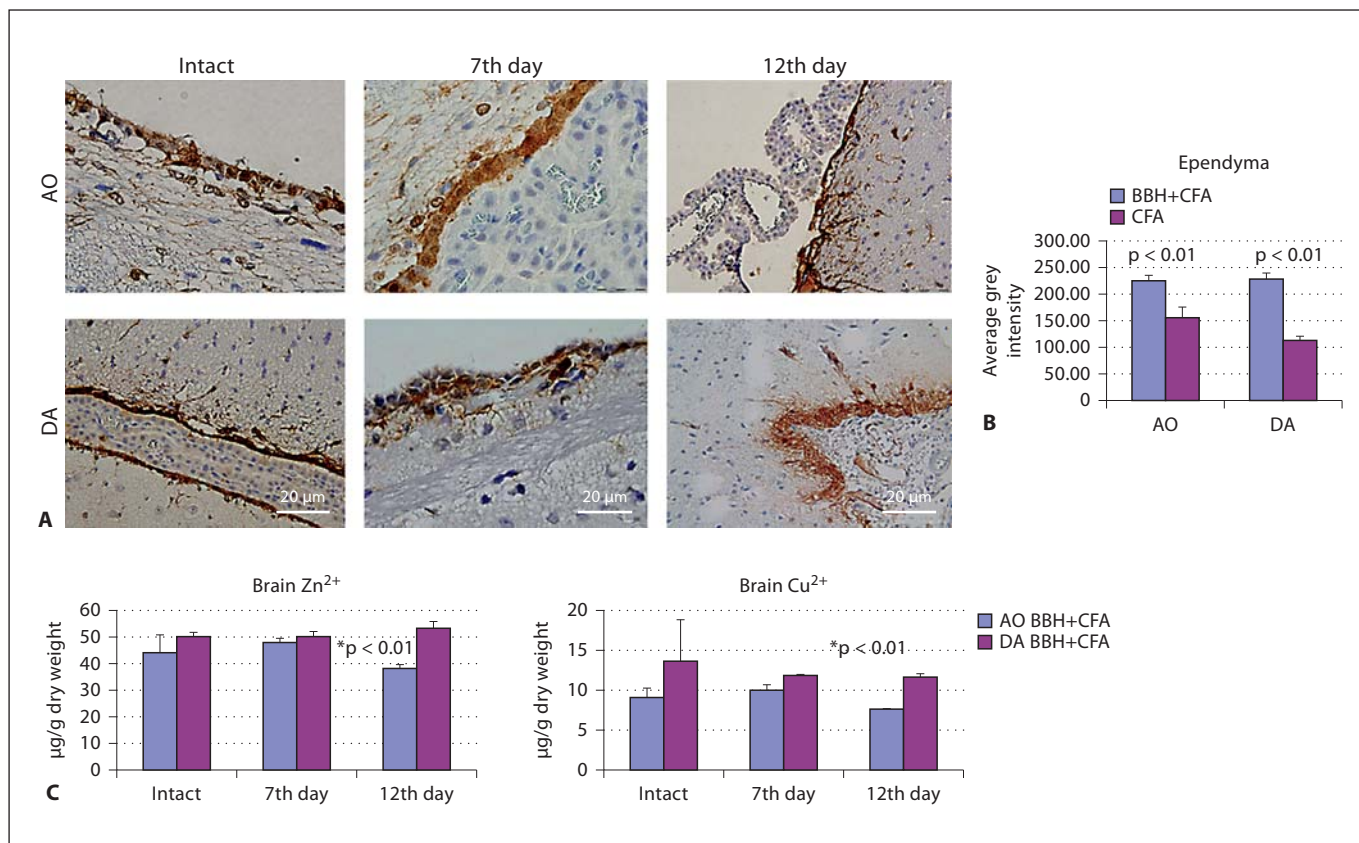 Intact
7th day
12th day
AO
DA
20 µm
20 µm
20 µm
A
Ependyma
BBH+CFA
CFA
300.00
250.00
200.00
150.00
100.00
50.00
0.00
Average grey
intensity
p < 0.01
p < 0.01
AO
DA
B
Brain Zn²⁺
60
50
40
30
20
10
0
µg/g dry weight
*p < 0.01
Intact
7th day
12th day
C
Brain Cu²⁺
20
15
10
5
0
µg/g dry weight
*p < 0.01
Intact
7th day
12th day
AO BBH+CFA
DA BBH+CFA